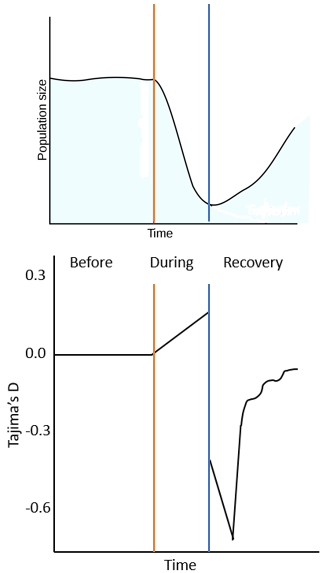 Population size
Time
Before During Recovery
0.3
0.0
-0.3
-0.6
Tajima's D
Time